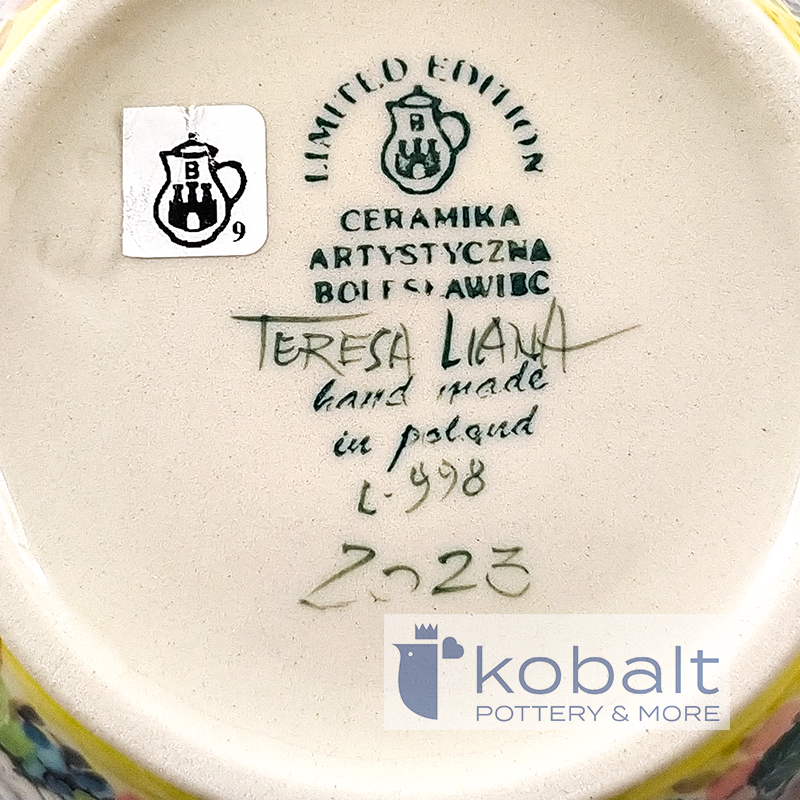 LIMITED EDITION
B
B
9
CERAMIKA
ARTYSTYCZNA
BOLESŁAWIEC
TERESA LIANA
hand made
in poland
L-998
2023
kobalt
POTTERY & MORE